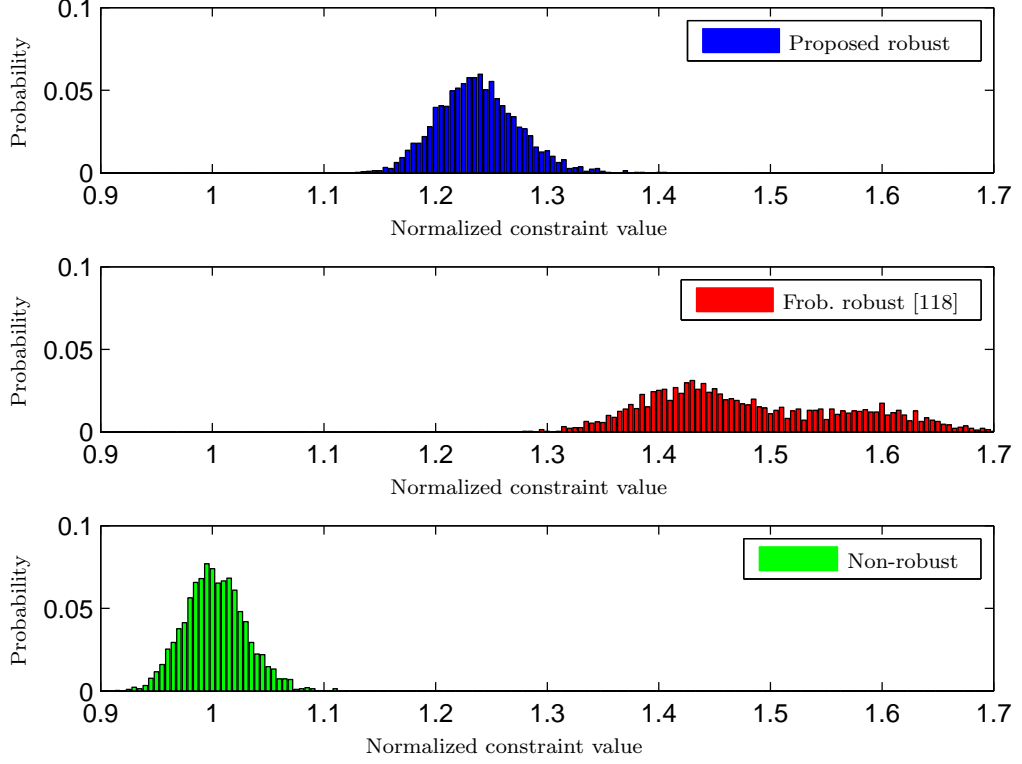 0.1
Proposed robust
Probability
0.05
0
0.9 1 1.1 1.2 1.3 1.4 1.5 1.6 1.7
Normalized constraint value
0.1
Frob. robust [118]
Probability
0.05
0
0.9 1 1.1 1.2 1.3 1.4 1.5 1.6 1.7
Normalized constraint value
0.1
Non-robust
Probability
0.05
0
0.9 1 1.1 1.2 1.3 1.4 1.5 1.6 1.7
Normalized constraint value